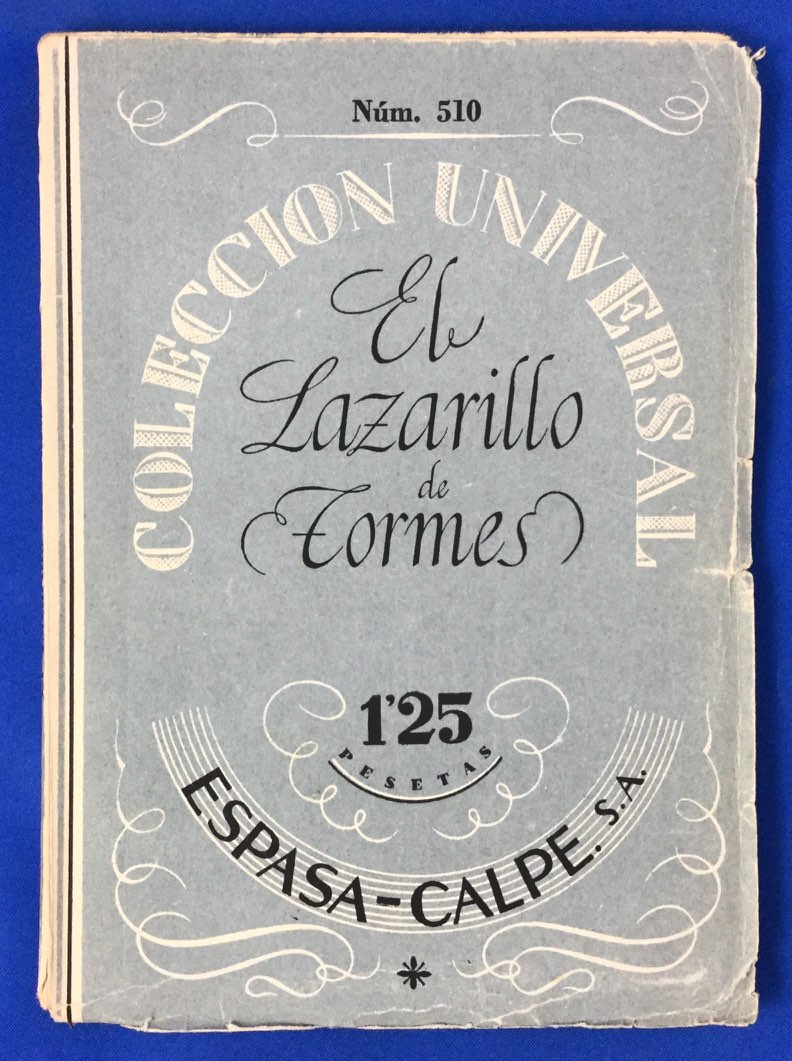 Núm. 510
COLECCION UNIVERSAL
El
Lazarillo
de
Tormes
1'25
PESETAS
ESPASA-CALPE. S.A.